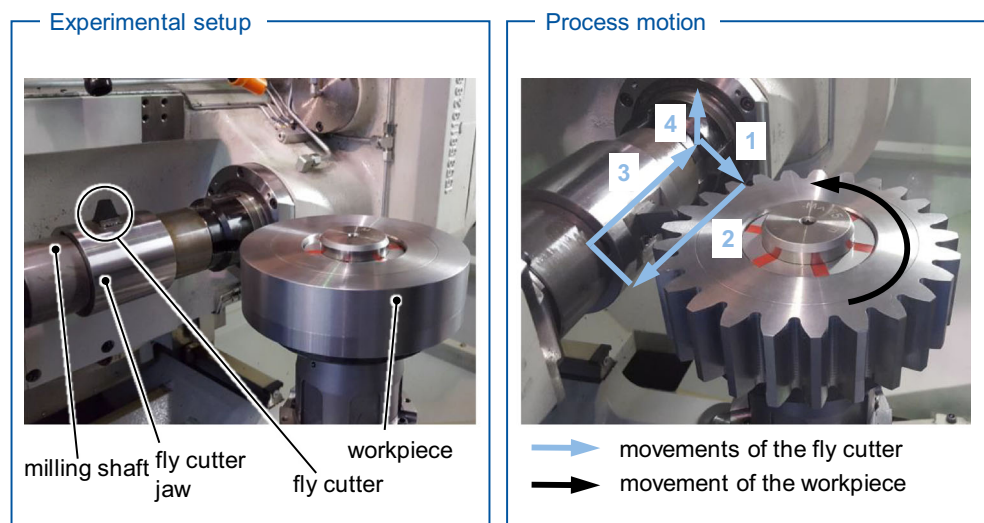 Experimental setup
milling shaft
fly cutter
jaw
fly cutter
workpiece
Process motion
4
1
3
2
movements of the fly cutter
movement of the workpiece